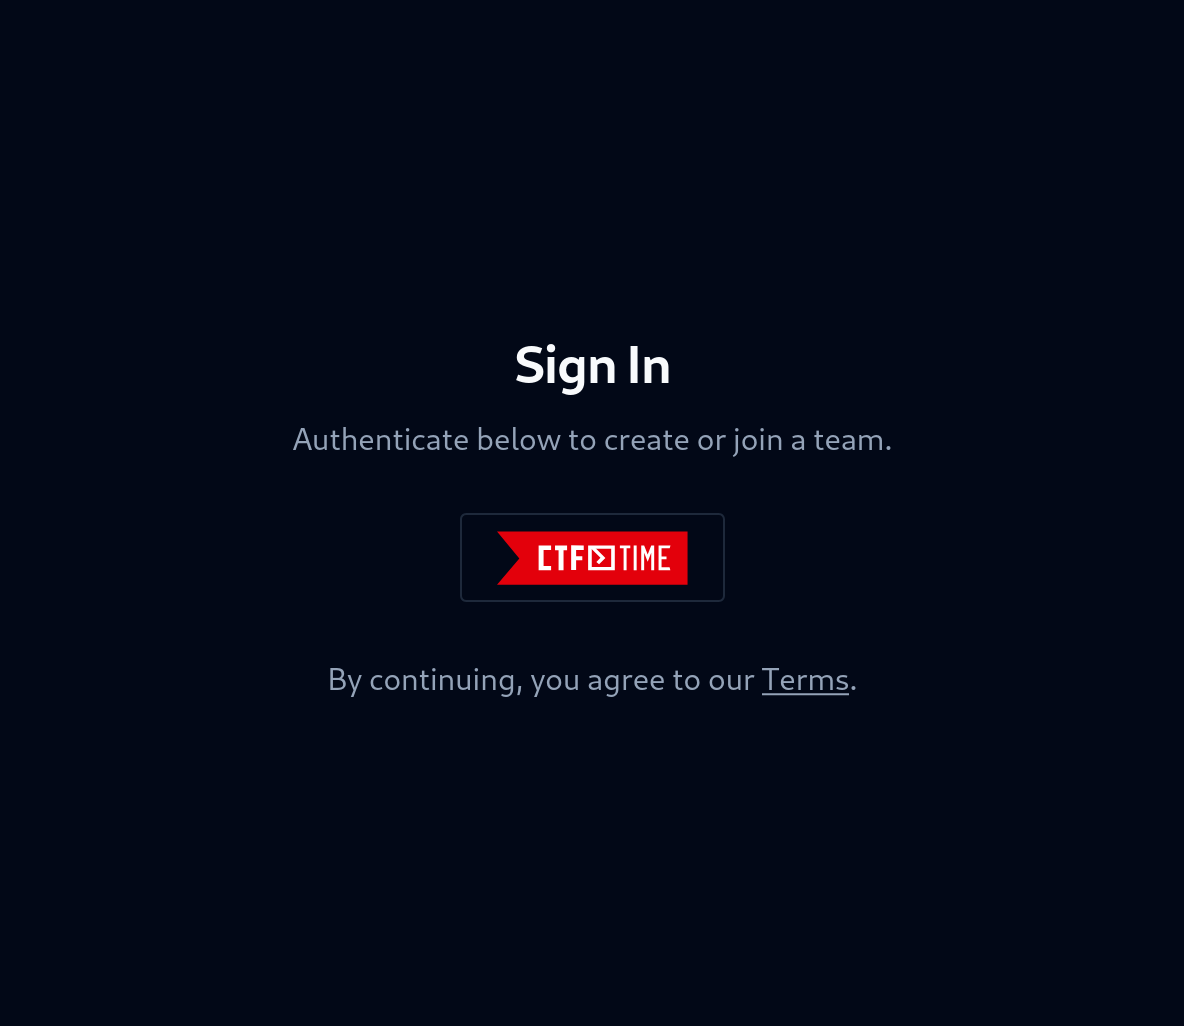 Sign In
Authenticate below to create or join a team.
CTF TIME
By continuing, you agree to our Terms.